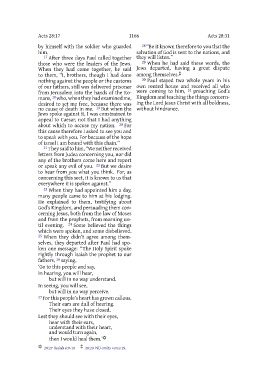 Acts 28:17 1166 Acts 28:31
by himself with the soldier who guarded
him.
17 After three days Paul called together
those who were the leaders of the Jews.
When they had come together, he said
to them, "I, brothers, though I had done
nothing against the people or the customs
of our fathers, still was delivered prisoner
from Jerusalem into the hands of the Ro-
mans, 18 who, when they had examined me,
desired to set me free, because there was
no cause of death in me. 19 But when the
Jews spoke against it, I was constrained to
appeal to Caesar, not that I had anything
about which to accuse my nation. 20 For
this cause therefore I asked to see you and
to speak with you. For because of the hope
of Israel I am bound with this chain."
21 They said to him, "We neither received
letters from Judea concerning you, nor did
any of the brothers come here and report
or speak any evil of you. 22 But we desire
to hear from you what you think. For, as
concerning this sect, it is known to us that
everywhere it is spoken against."
23 When they had appointed him a day,
many people came to him at his lodging.
He explained to them, testifying about
God's Kingdom, and persuading them con-
cerning Jesus, both from the law of Moses
and from the prophets, from morning un-
til evening. 24 Some believed the things
which were spoken, and some disbelieved.
25 When they didn't agree among them-
selves, they departed after Paul had spo-
ken one message: "The Holy Spirit spoke
rightly through Isaiah the prophet to our
fathers, 26 saying,
'Go to this people and say,
in hearing, you will hear,
but will in no way understand.
In seeing, you will see,
but will in no way perceive.
27 For this people's heart has grown callous.
Their ears are dull of hearing.
Their eyes they have closed.
Lest they should see with their eyes,
hear with their ears,
understand with their heart,
and would turn again,
then I would heal them.'
28 "Be it known therefore to you that the
salvation of God is sent to the nations, and
they will listen."
29 When he had said these words, the
Jews departed, having a great dispute
among themselves.
30 Paul stayed two whole years in his
own rented house and received all who
were coming to him, 31 preaching God's
Kingdom and teaching the things concern-
ing the Lord Jesus Christ with all boldness,
without hindrance.
28:27 Isaiah 6:9-10 28:29